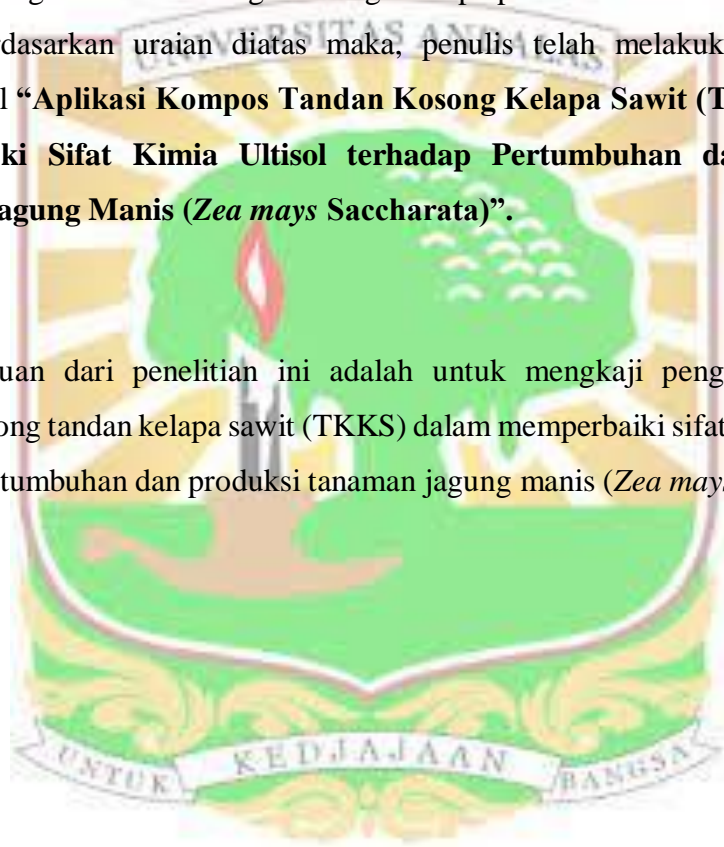 dasarkan uraian diatas maka, penulis telah melakuk
UNIVERSITAS ANDALAS
l “Aplikasi Kompos Tandan Kosong Kelapa Sawit (T
ki Sifat Kimia Ultisol terhadap Pertumbuhan da
agung Manis (Zea mays Saccharata)”.
uan dari penelitian ini adalah untuk mengkaji peng
ong tandan kelapa sawit (TKKS) dalam memperbaiki sifat
tumbuhan dan produksi tanaman jagung manis (Zea mays
UNTUK KEDJAJAAN BANGSA